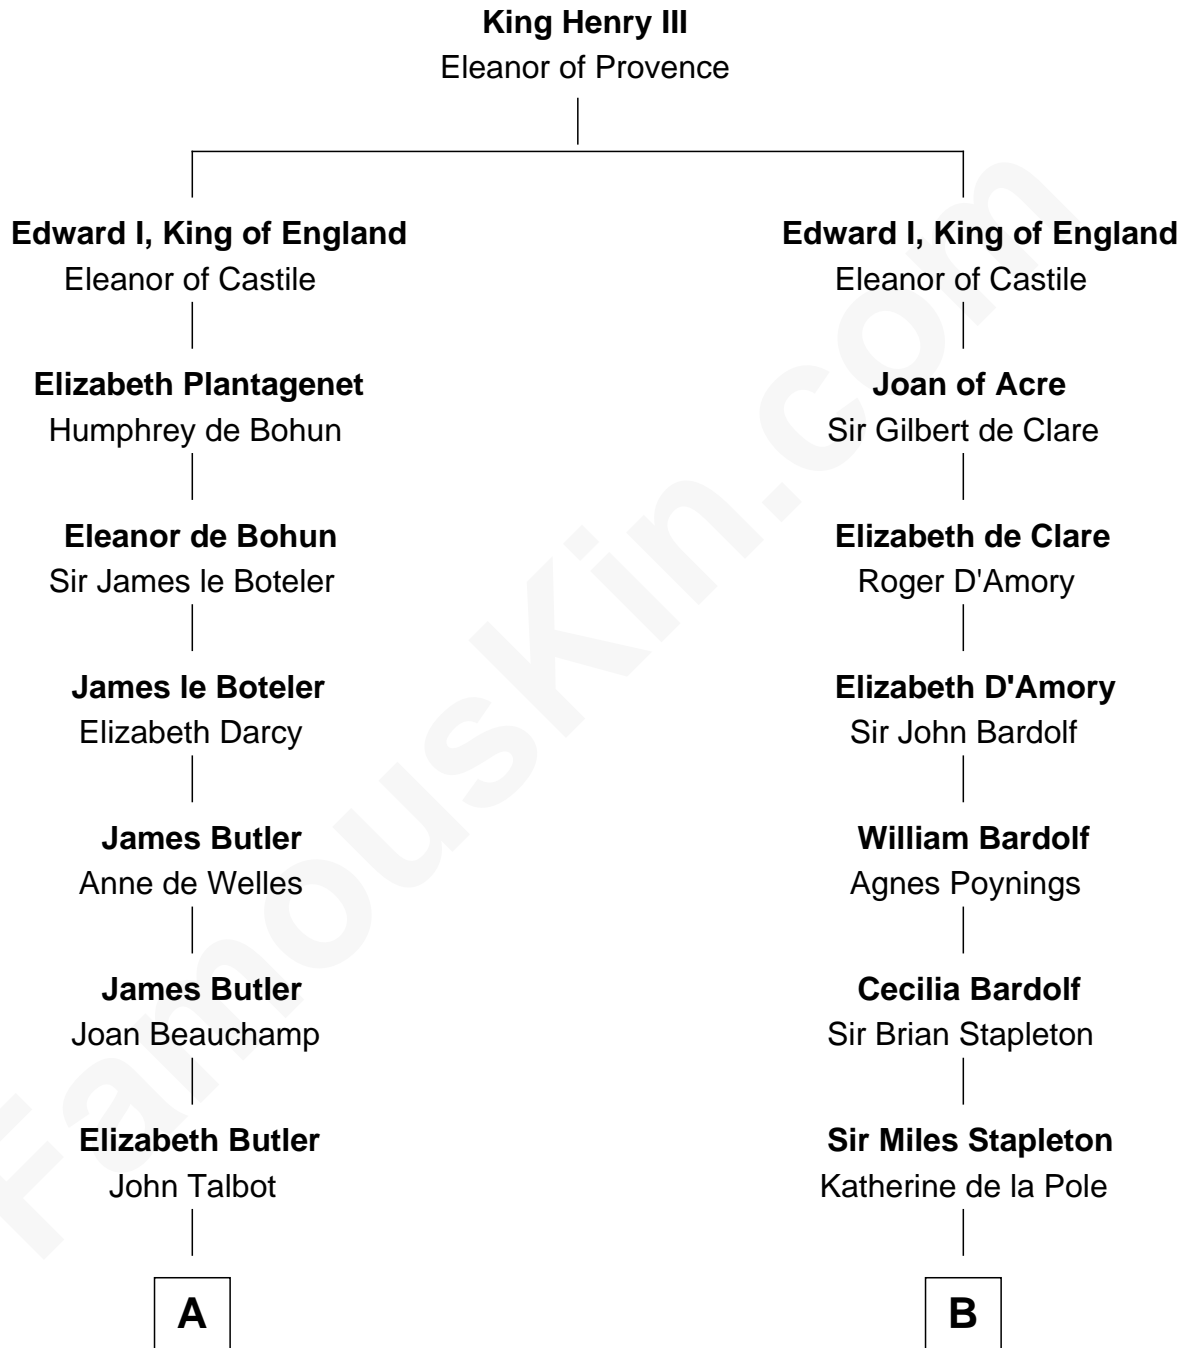 King Henry III
Eleanor of Provence
Edward I, King of England
Eleanor of Castile
Elizabeth Plantagenet
Humphrey de Bohun
Eleanor de Bohun
Sir James le Boteler
James le Boteler
Elizabeth Darcy
James Butler
Anne de Welles
James Butler
Joan Beauchamp
Elizabeth Butler
John Talbot
A
Edward I, King of England
Eleanor of Castile
Joan of Acre
Sir Gilbert de Clare
Elizabeth de Clare
Roger D'Amory
Elizabeth D'Amory
Sir John Bardolf
William Bardolf
Agnes Poynings
Cecilia Bardolf
Sir Brian Stapleton
Sir Miles Stapleton
Katherine de la Pole
B
FamousKin.com